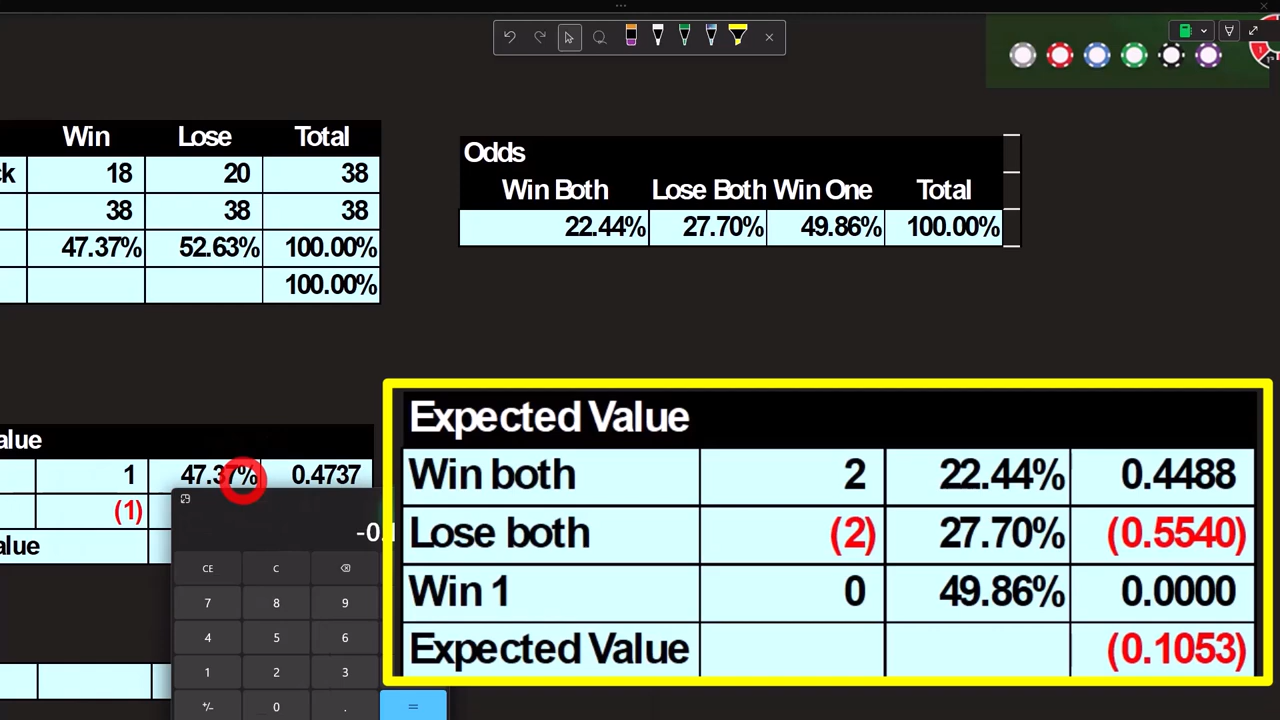 Win Lose Total
ck 18 20 38
38 38 38
47.37% 52.63% 100.00%
100.00%
Odds
Win Both Lose Both Win One Total
22.44% 27.70% 49.86% 100.00%
alue
1 47.37% 0.4737
(1)
alue
-0.1
CE C
7 8 9
4 5 6
1 2 3
+/- 0 . =
Expected Value
Win both 2 22.44% 0.4488
Lose both (2) 27.70% (0.5540)
Win 1 0 49.86% 0.0000
Expected Value (0.1053)